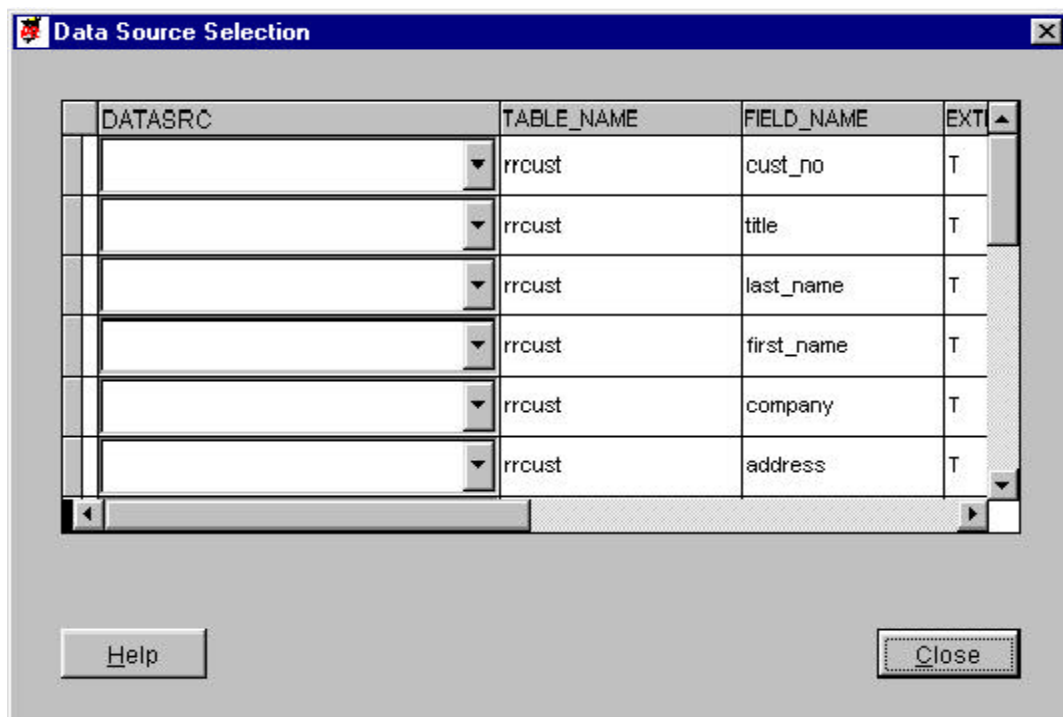 Data Source Selection
DATASRC TABLE_NAME FIELD_NAME EXT
rrcust cust_no T
rrcust title T
rrcust last_name T
rrcust first_name T
rrcust company T
rrcust address T
Help Close